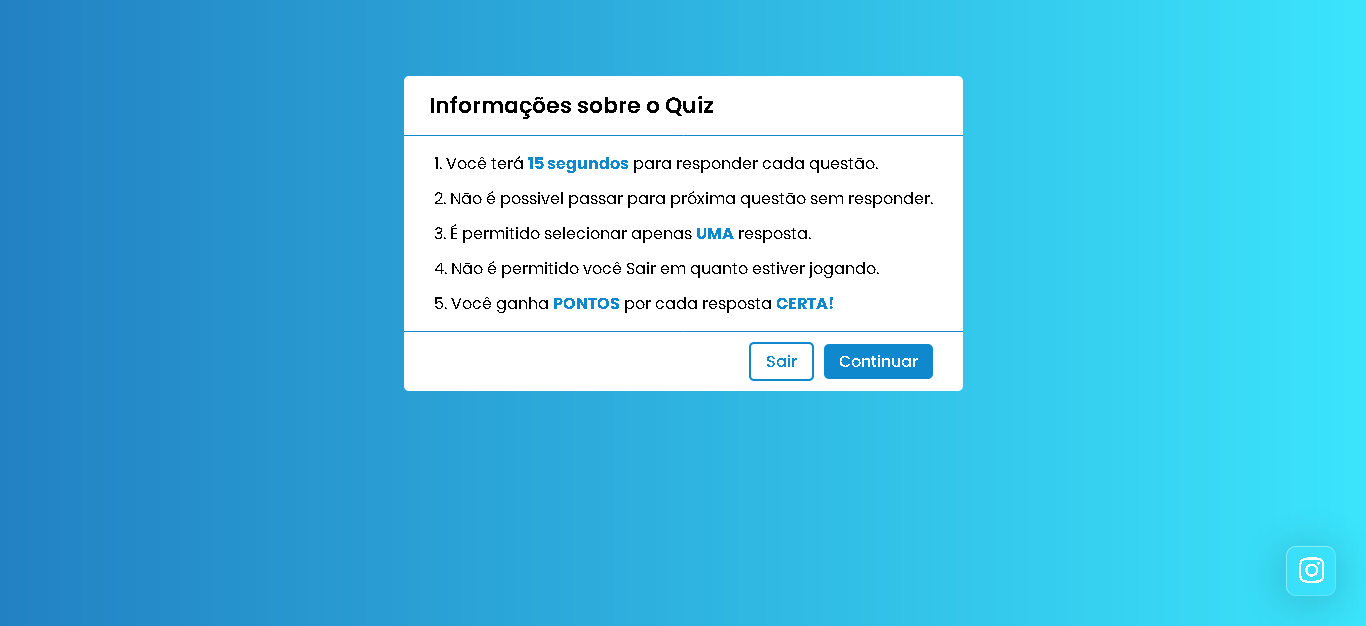 Informações sobre o Quiz
1. Você terá 15 segundos para responder cada questão.
2. Não é possivel passar para próxima questão sem responder.
3. É permitido selecionar apenas UMA resposta.
4. Não é permitido você Sair em quanto estiver jogando.
5. Você ganha PONTOS por cada resposta CERTA!
Sair
Continuar